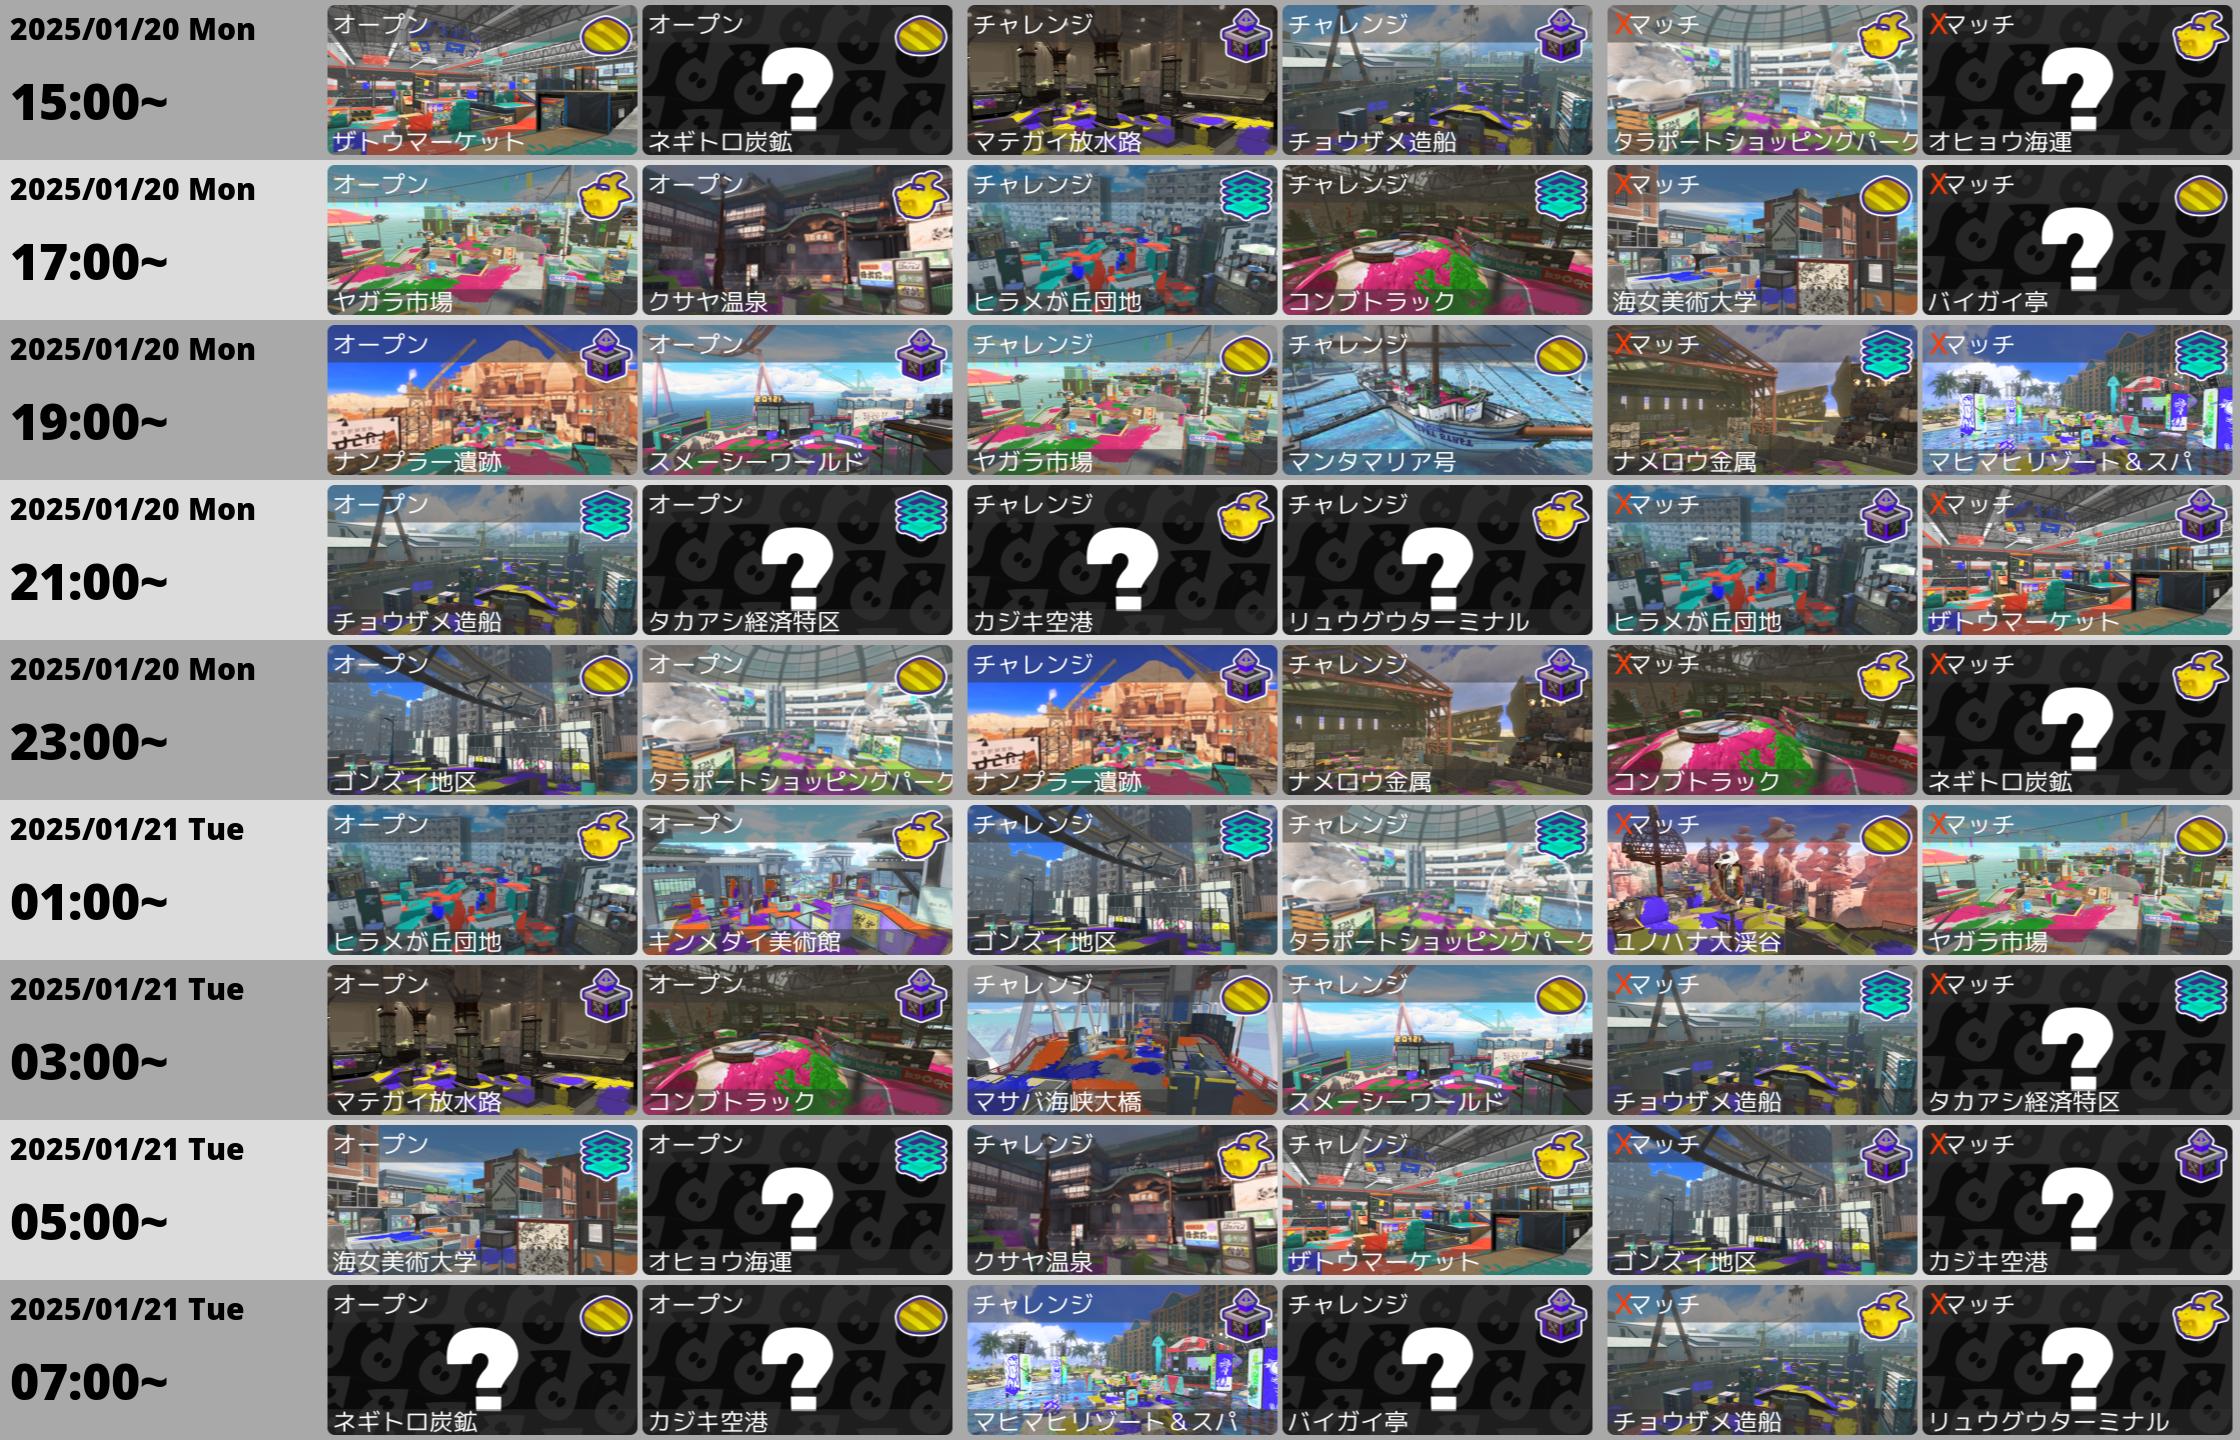 2025/01/20 Mon
15:00~
オープン
ザトウマーケット
オープン
ネギトロ炭鉱
チャレンジ
マテガイ放水路
チャレンジ
チョウザメ造船
Xマッチ
タラポートショッピングパーク
Xマッチ
オヒョウ海運
2025/01/20 Mon
17:00~
オープン
ヤガラ市場
オープン
クサヤ温泉
チャレンジ
ヒラメが丘団地
チャレンジ
コンブトラック
Xマッチ
海女美術大学
Xマッチ
バイガイ亭
2025/01/20 Mon
19:00~
オープン
ナンプラー遺跡
オープン
スメーシーワールド
チャレンジ
ヤガラ市場
チャレンジ
マンタマリア号
Xマッチ
ナメロウ金属
Xマッチ
マヒマヒリゾート＆スパ
2025/01/20 Mon
21:00~
オープン
チョウザメ造船
オープン
タカアシ経済特区
チャレンジ
カジキ空港
チャレンジ
リュウグウターミナル
Xマッチ
ヒラメが丘団地
Xマッチ
ザトウマーケット
2025/01/20 Mon
23:00~
オープン
ゴンズイ地区
オープン
タラポートショッピングパーク
チャレンジ
ナンプラー遺跡
チャレンジ
ナメロウ金属
Xマッチ
コンブトラック
Xマッチ
ネギトロ炭鉱
2025/01/21 Tue
01:00~
オープン
ヒラメが丘団地
オープン
キンメダイ美術館
チャレンジ
ゴンズイ地区
チャレンジ
タラポートショッピングパーク
Xマッチ
ユノハナ大渓谷
Xマッチ
ヤガラ市場
2025/01/21 Tue
03:00~
オープン
マテガイ放水路
オープン
コンブトラック
チャレンジ
マサバ海峡大橋
チャレンジ
スメーシーワールド
Xマッチ
チョウザメ造船
Xマッチ
タカアシ経済特区
2025/01/21 Tue
05:00~
オープン
海女美術大学
オープン
オヒョウ海運
チャレンジ
クサヤ温泉
チャレンジ
ザトウマーケット
Xマッチ
ゴンズイ地区
Xマッチ
カジキ空港
2025/01/21 Tue
07:00~
オープン
ネギトロ炭鉱
オープン
カジキ空港
チャレンジ
マヒマヒリゾート＆スパ
チャレンジ
バイガイ亭
Xマッチ
チョウザメ造船
Xマッチ
リュウグウターミナル